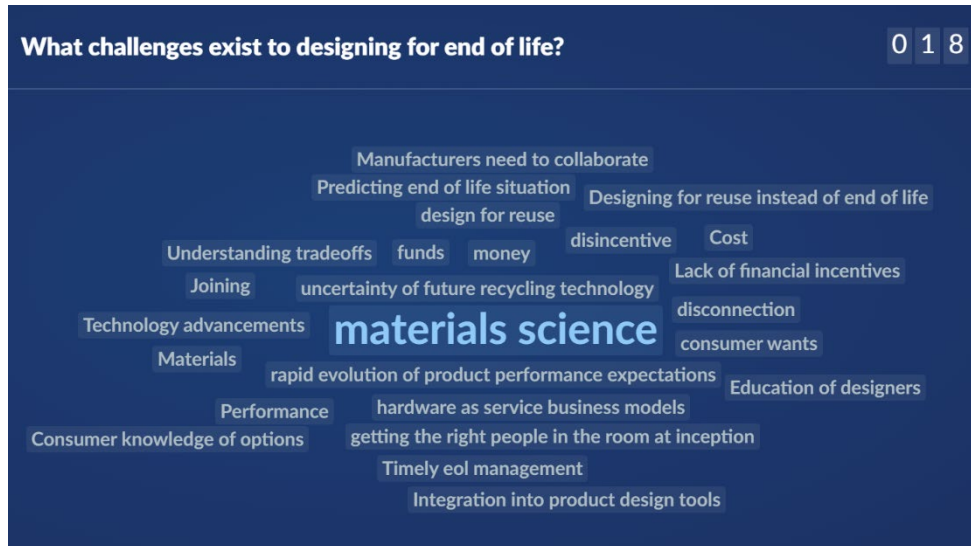 What challenges exist to designing for end of life?
018
Manufacturers need to collaborate
Predicting end of life situation
Designing for reuse instead of end of life
design for reuse
disincentive
Cost
Understanding tradeoffs
funds
money
Lack of financial incentives
Joining
uncertainty of future recycling technology
disconnection
Technology advancements
materials science
consumer wants
Materials
rapid evolution of product performance expectations
Education of designers
Performance
hardware as service business models
Consumer knowledge of options
getting the right people in the room at inception
Timely eol management
Integration into product design tools